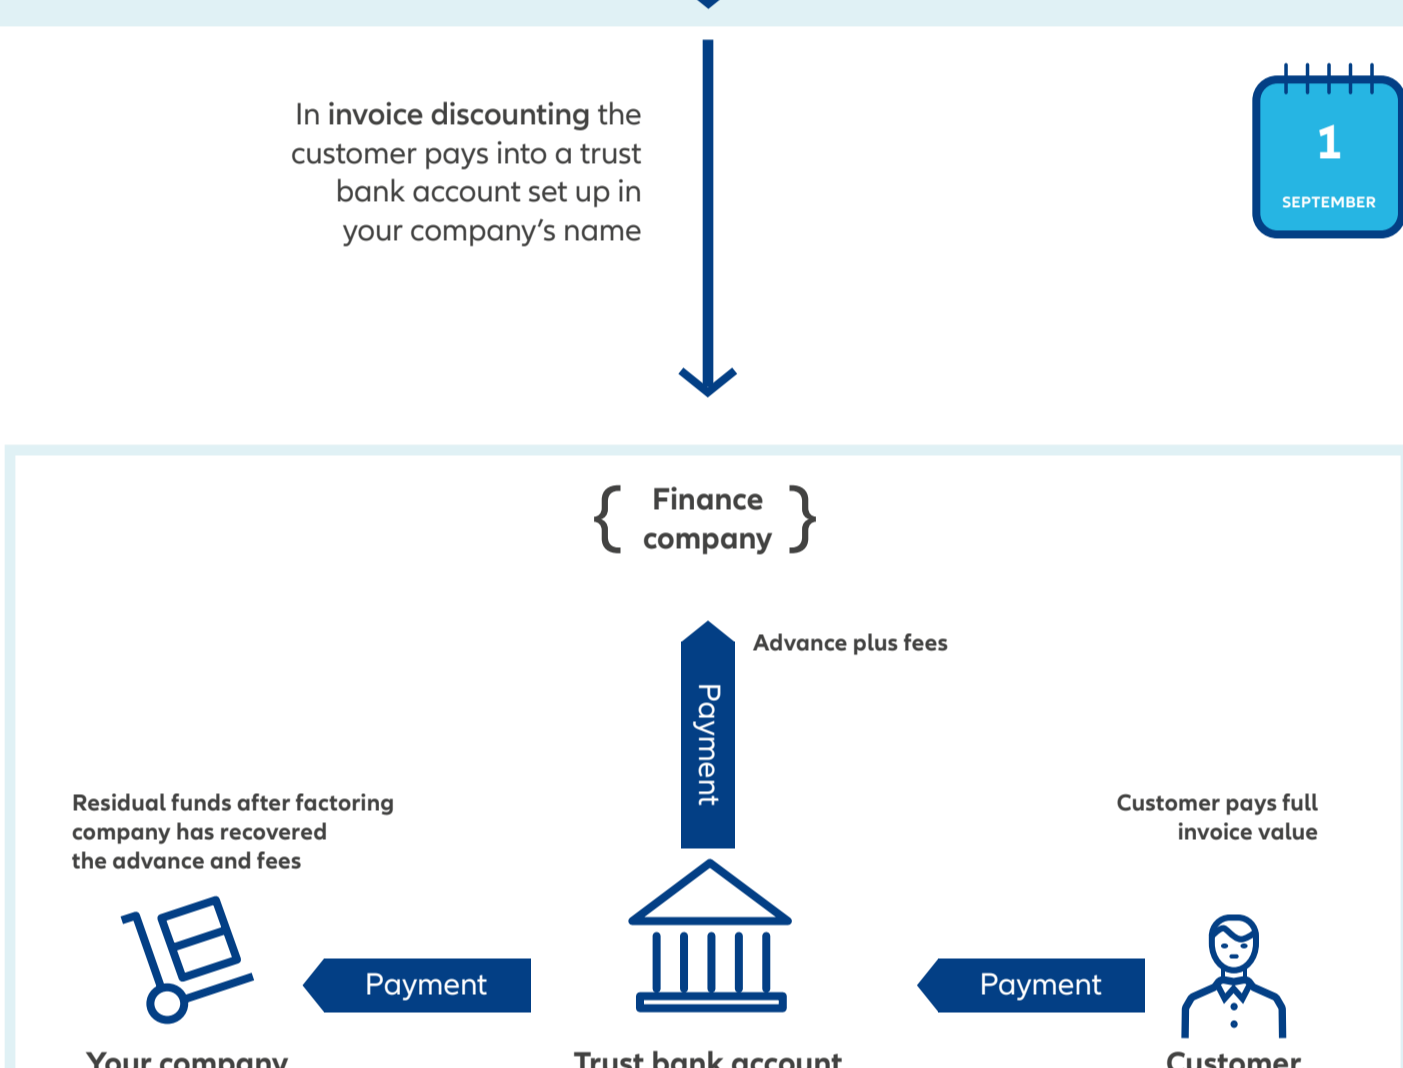 In invoice discounting the
customer pays into a trust
bank account set up in
your company's name
1
SEPTEMBER
{ Finance
company }
Advance plus fees
Payment
Residual funds after factoring
company has recovered
the advance and fees
Customer pays full
invoice value
Payment
Payment
Your company
Trust bank account
Customer